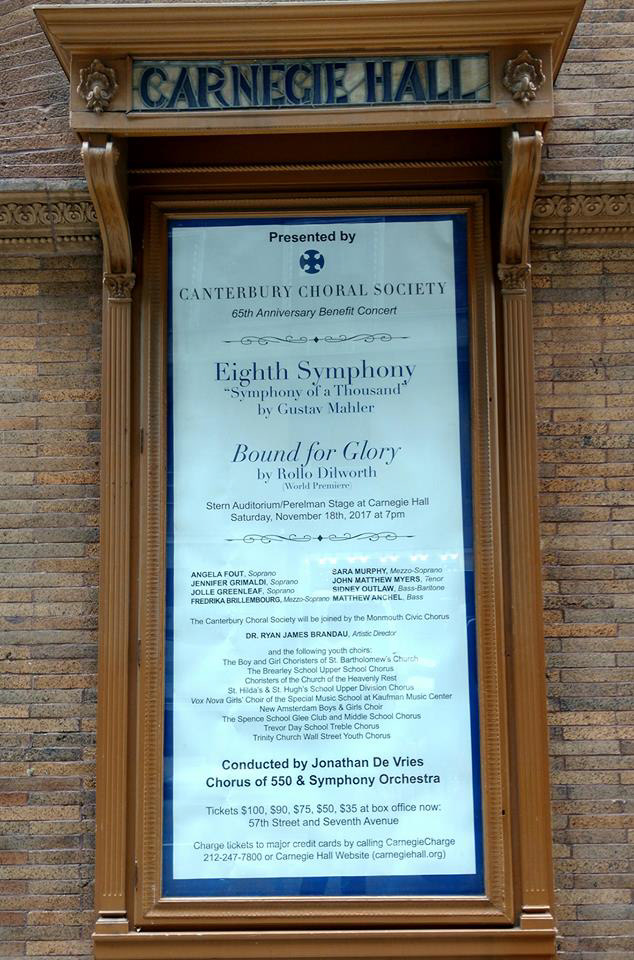 CARNEGIE HALL
Presented by
CANTERBURY CHORAL SOCIETY
65th Anniversary Benefit Concert
Eighth Symphony
"Symphony of a Thousand"
by Gustav Mahler
Bound for Glory
by Rollo Dilworth
(World Premiere)
Stern Auditorium/Perelman Stage at Carnegie Hall
Saturday, November 18th, 2017 at 7pm
ANGELA FOUT, Soprano
JENNIFER GRIMALDI, Soprano
JOLLE GREENLEAF, Soprano
FREDRIKA BRILLEMBOURG, Mezzo-Soprano
SARA MURPHY, Mezzo-Soprano
JOHN MATTHEW MYERS, Tenor
SIDNEY OUTLAW, Bass-Baritone
MATTHEW ANCHEL, Bass
The Canterbury Choral Society will be joined by the Monmouth Civic Chorus
DR. RYAN JAMES BRANDAU, Artistic Director
and the following youth choirs:
The Boy and Girl Choristers of St. Bartholomew's Church
The Brearley School Upper School Chorus
Choristers of the Church of the Heavenly Rest
St. Hilda's & St. Hugh's School Upper Division Chorus
Vox Nova Girls' Choir of the Special Music School at Kaufman Music Center
New Amsterdam Boys & Girls Choir
The Spence School Glee Club and Middle School Chorus
Trevor Day School Treble Chorus
Trinity Church Wall Street Youth Chorus
Conducted by Jonathan De Vries
Chorus of 550 & Symphony Orchestra
Tickets $100, $90, $75, $50, $35 at box office now:
57th Street and Seventh Avenue
Charge tickets to major credit cards by calling CarnegieCharge
212-247-7800 or Carnegie Hall Website (carnegiehall.org)